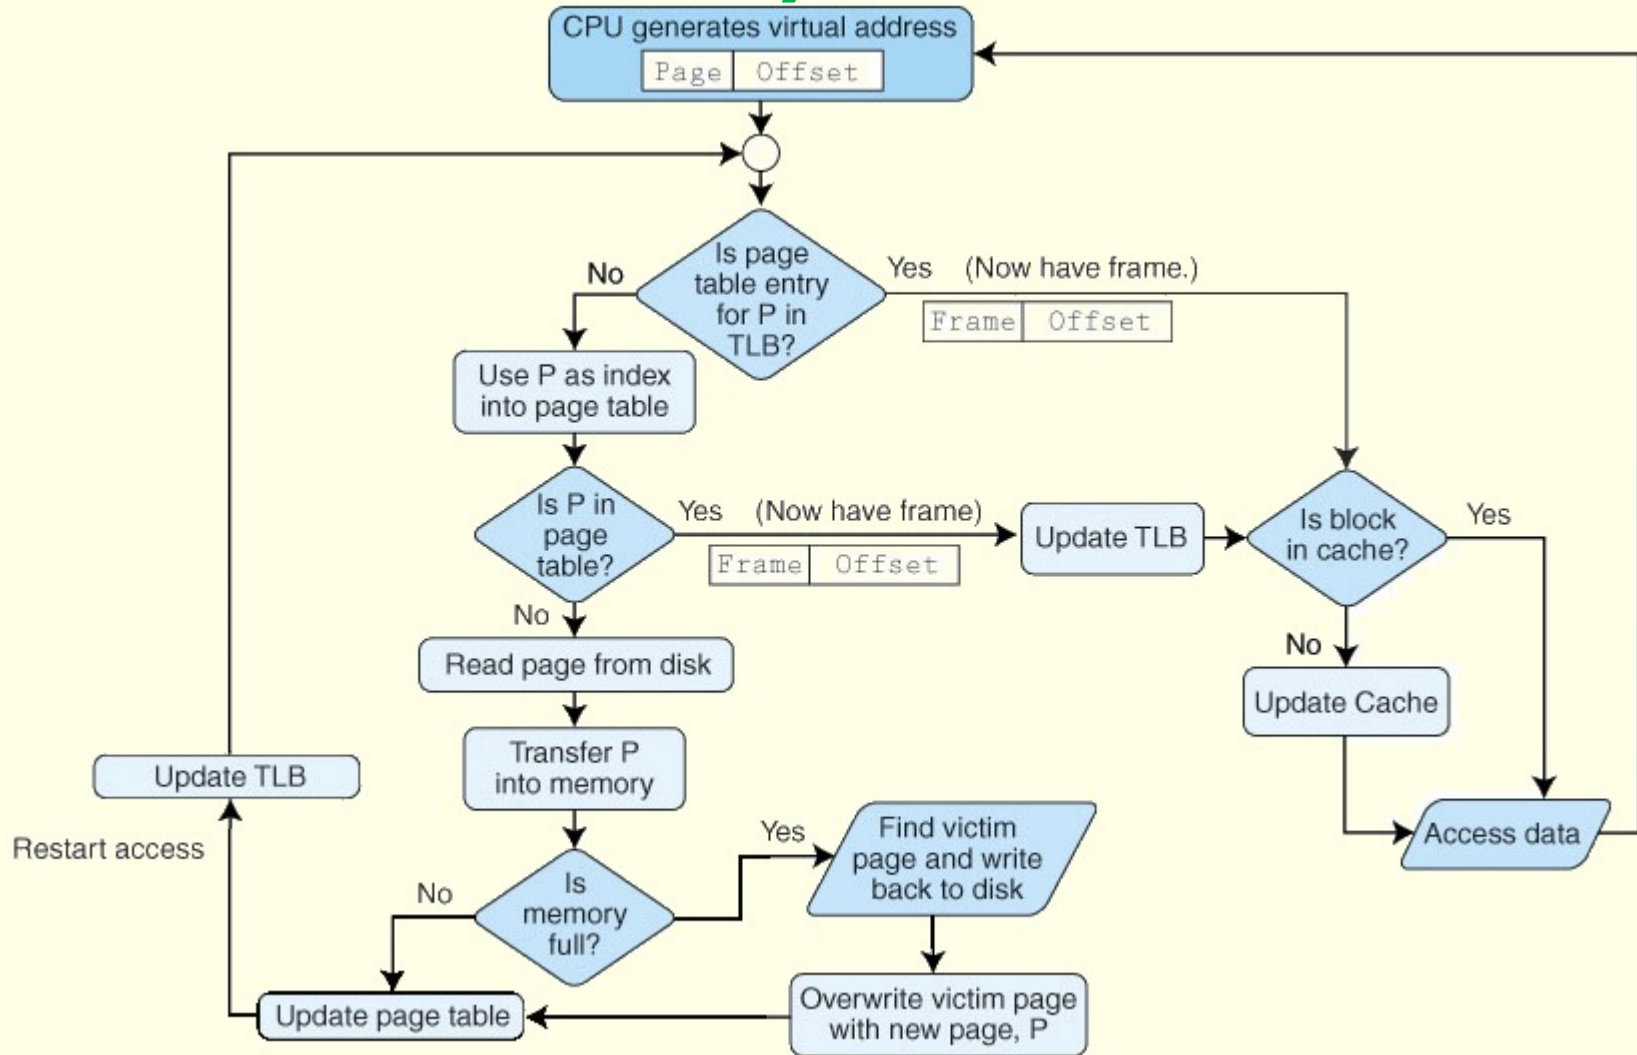 CPU generates virtual address
Page Offset
Is page
table entry
for P in
TLB?
No
Yes (Now have frame.)
Frame Offset
Use P as index
into page table
Is P in
page
table?
Yes (Now have frame)
Frame Offset
Update TLB
Is block
in cache?
Yes
No
No
Read page from disk
Update Cache
Transfer P
into memory
Update TLB
Restart access
Is
memory
full?
Yes
No
Find victim
page and write
back to disk
Access data
Update page table
Overwrite victim page
with new page, P